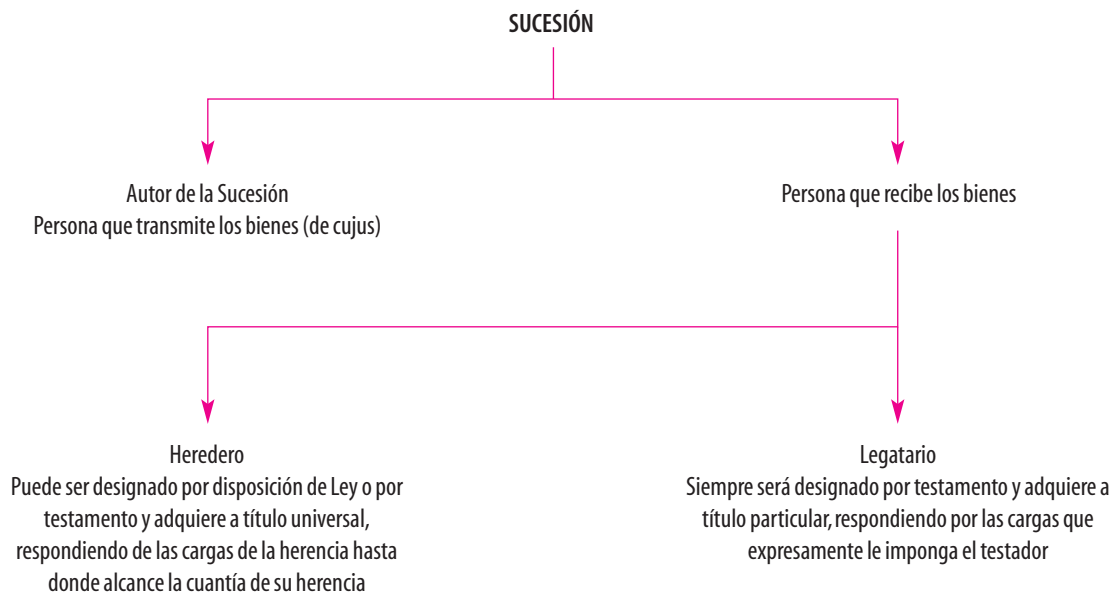 SUCESIÓN
Autor de la Sucesión
Persona que transmite los bienes (de cujus)
Persona que recibe los bienes
Heredero
Puede ser designado por disposición de Ley o por
testamento y adquiere a título universal,
respondiendo de las cargas de la herencia hasta
donde alcance la cuantía de su herencia
Legatario
Siempre será designado por testamento y adquiere a
título particular, respondiendo por las cargas que
expresamente le imponga el testador